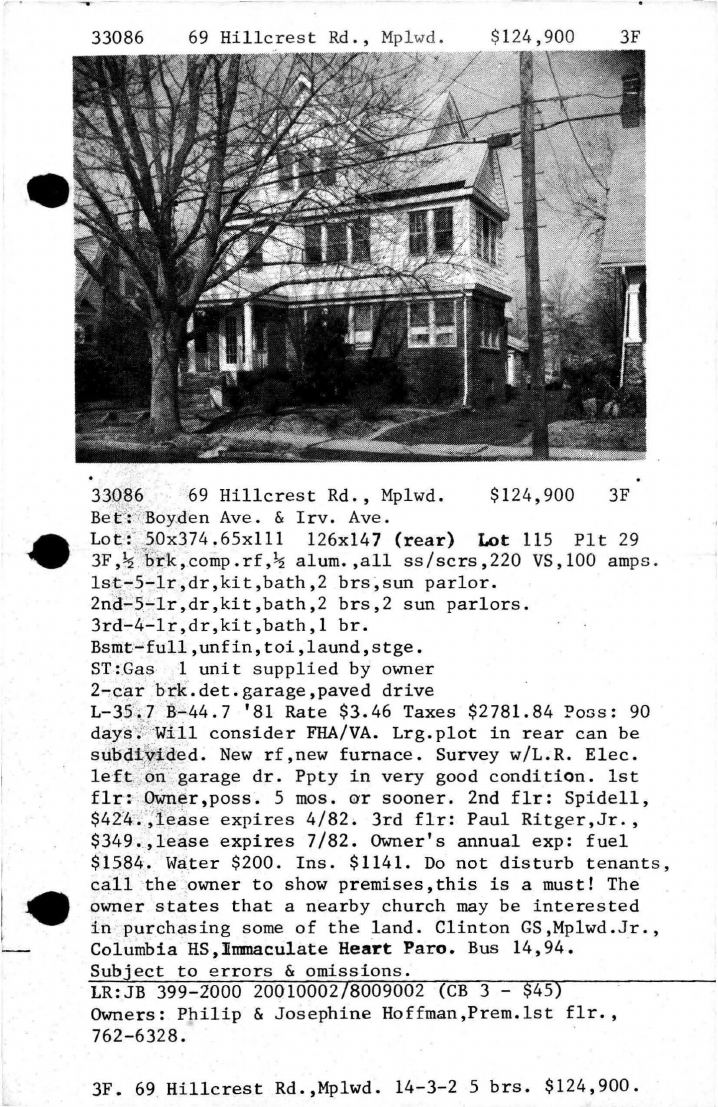 33086 69 Hillcrest Rd., Mplwd. $124,900 3F
33086 69 Hillcrest Rd., Mplwd. $124,900 3F
Bet: Boyden Ave. & Irv. Ave.
Lot: 50x374.65x111 126x147 (rear) Lot 115 Plt 29
3F,½ brk,comp.rf,½ alum.,all ss/scrs,220 VS,100 amps.
1st-5-lr,dr,kit,bath,2 brs,sun parlor.
2nd-5-lr,dr,kit,bath,2 brs,2 sun parlors.
3rd-4-lr,dr,kit,bath,1 br.
Bsmt-full,unfin,toi,laund,stge.
ST:Gas 1 unit supplied by owner
2-car brk.det.garage,paved drive
L-35.7 B-44.7 '81 Rate $3.46 Taxes $2781.84 Poss: 90
days. Will consider FHA/VA. Lrg.plot in rear can be
subdivided. New rf,new furnace. Survey w/L.R. Elec.
left on garage dr. Ppty in very good condition. 1st
flr: Owner,poss. 5 mos. or sooner. 2nd flr: Spidell,
$424.,lease expires 4/82. 3rd flr: Paul Ritger,Jr.,
$349.,lease expires 7/82. Owner's annual exp: fuel
$1584. Water $200. Ins. $1141. Do not disturb tenants,
call the owner to show premises,this is a must! The
owner states that a nearby church may be interested
in purchasing some of the land. Clinton GS,Mplwd.Jr.,
Columbia HS,Immaculate Heart Paro. Bus 14,94.
Subject to errors & omissions.
LR:JB 399-2000 20010002/8009002 (CB 3 - $45)
Owners: Philip & Josephine Hoffman,Prem.1st flr.,
762-6328.
3F. 69 Hillcrest Rd.,Mplwd. 14-3-2 5 brs. $124,900.